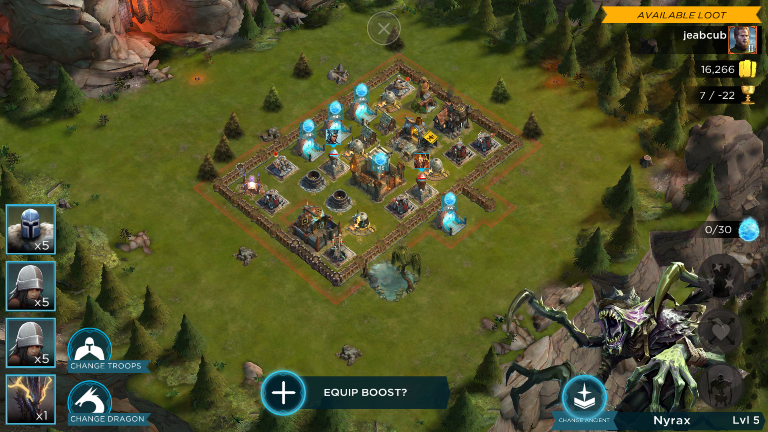 AVAILABLE LOOT
jeabcub
16,266
7 / -22
0/30
x5
x5
x5
x1
CHANGE TROOPS
CHANGE DRAGON
EQUIP BOOST?
CHANGE ANCIENT
Nyrax Lvl 5